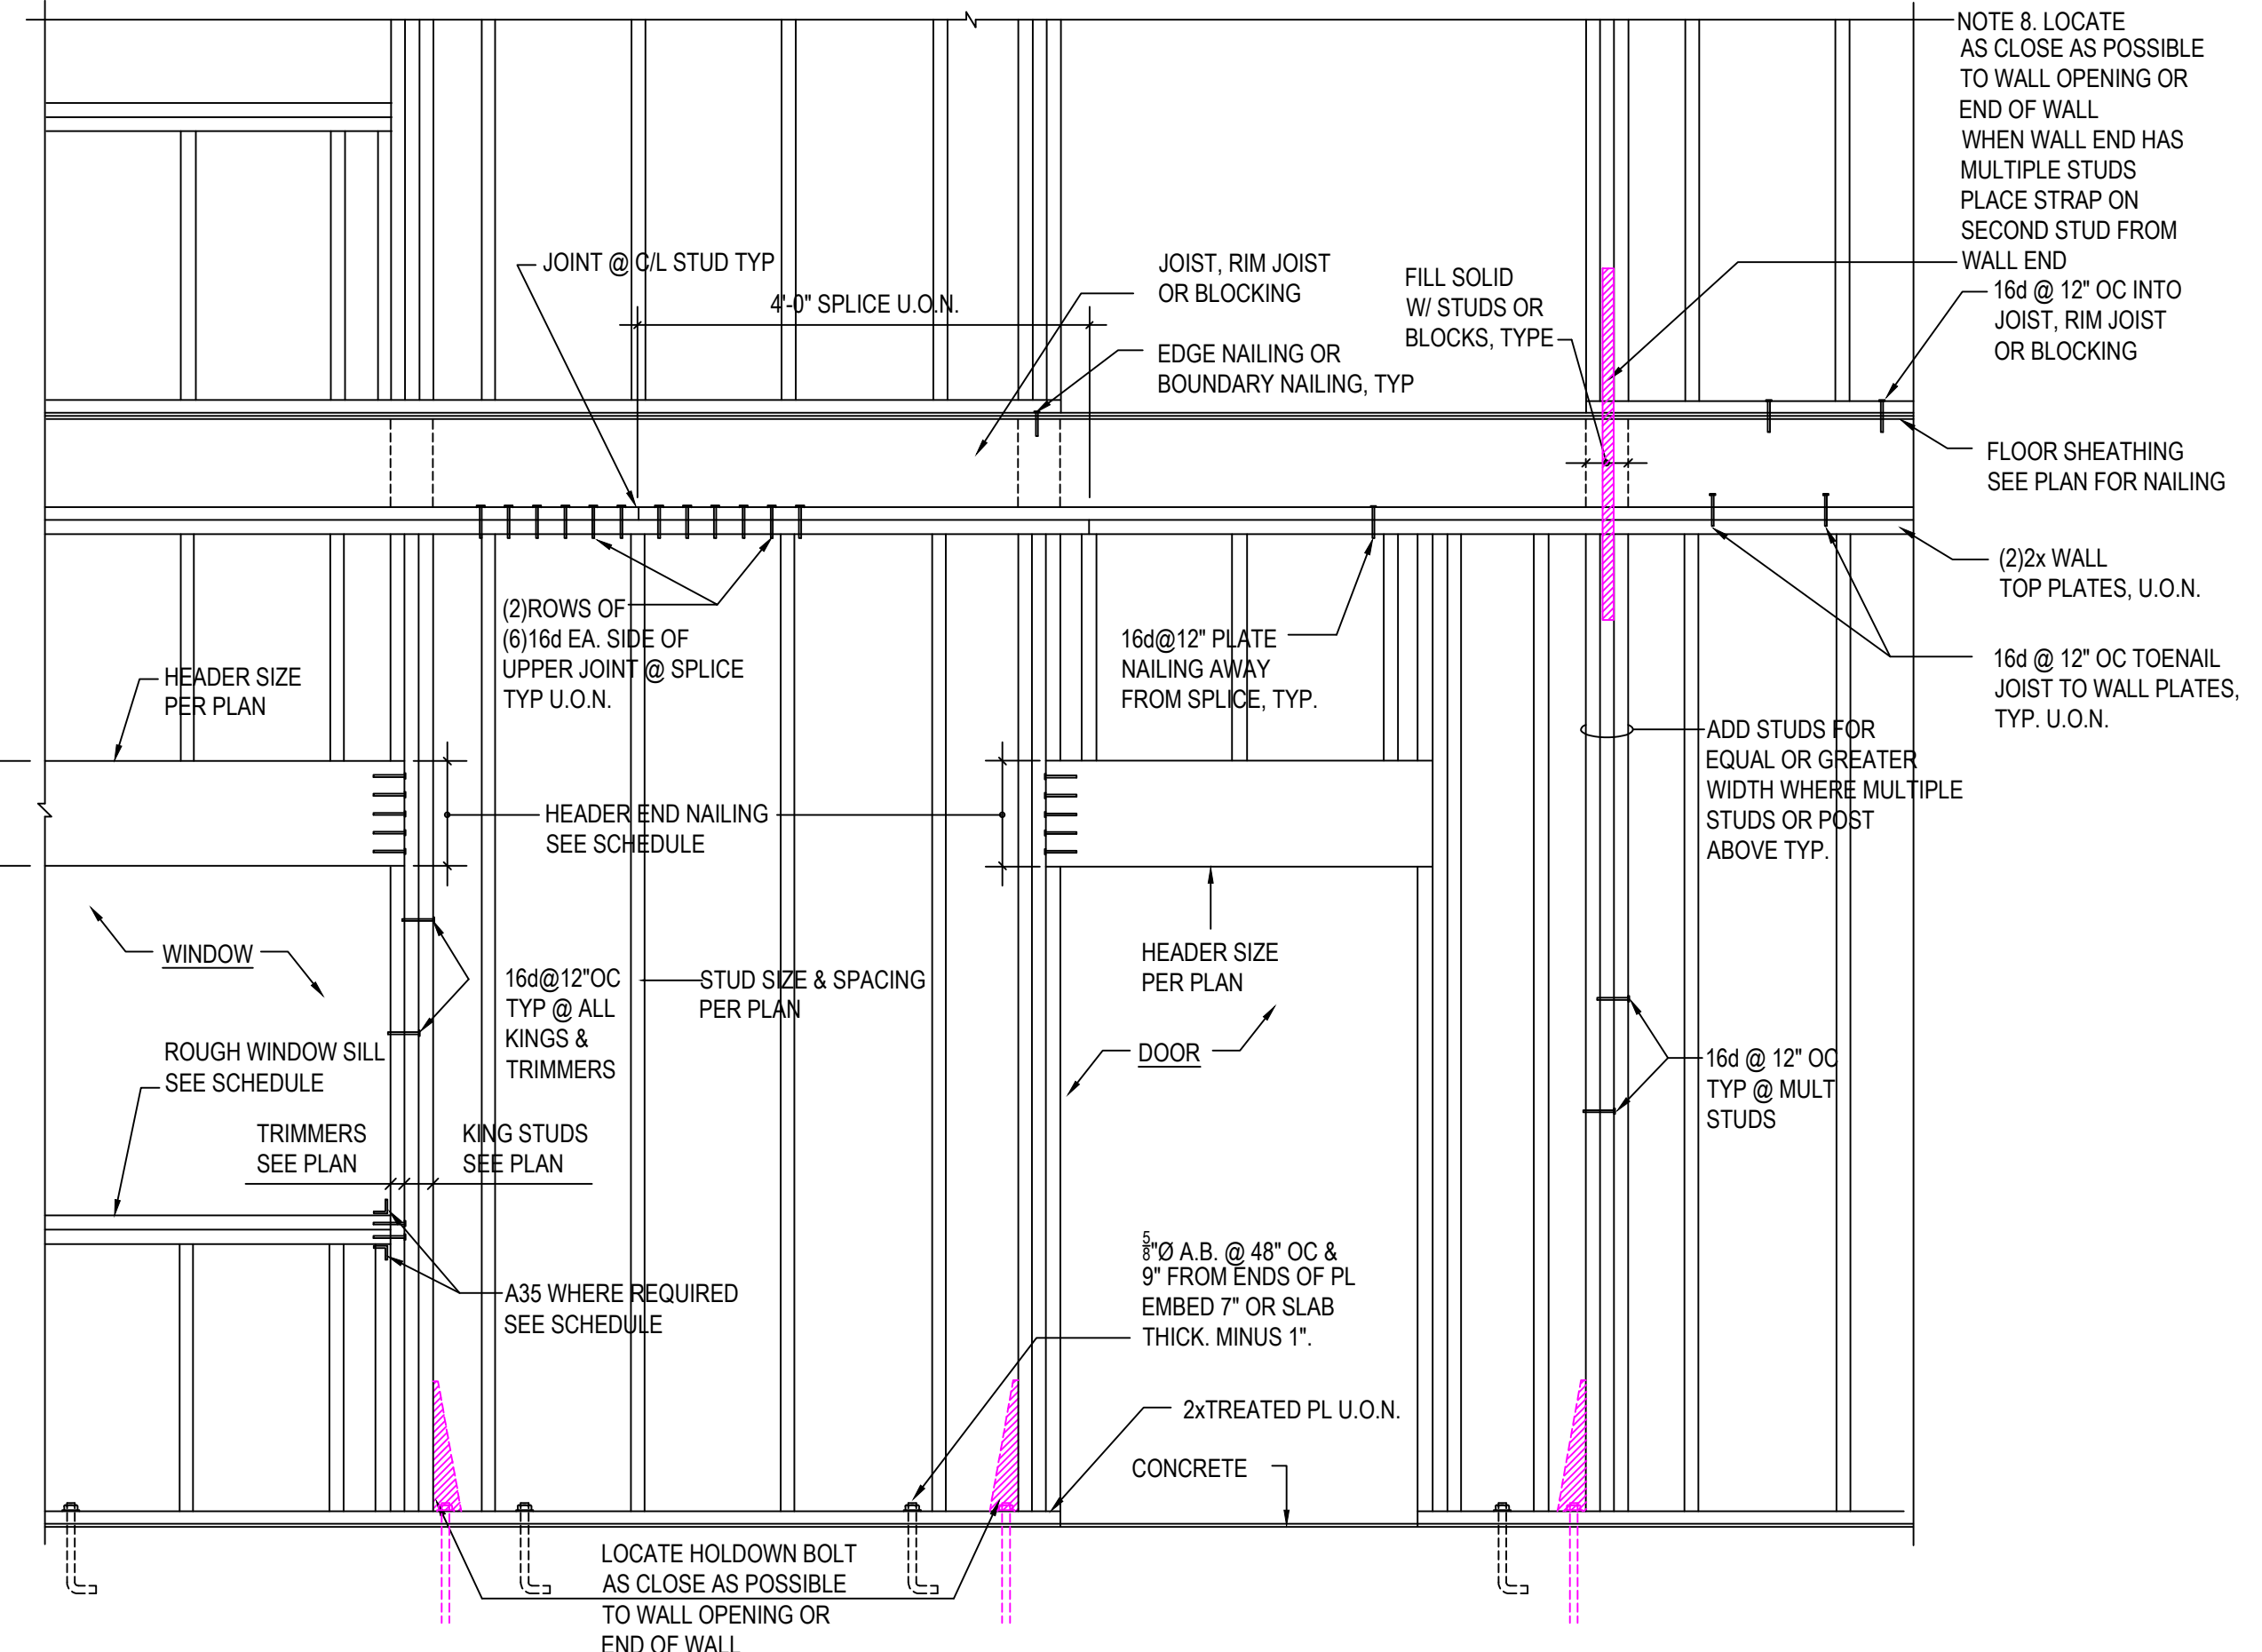 NOTE 8. LOCATE
AS CLOSE AS POSSIBLE
TO WALL OPENING OR
END OF WALL
WHEN WALL END HAS
MULTIPLE STUDS
PLACE STRAP ON
SECOND STUD FROM
WALL END
JOINT @ C/L STUD TYP
4'-0" SPLICE U.O.N.
JOIST, RIM JOIST
OR BLOCKING
EDGE NAILING OR
BOUNDARY NAILING, TYP
FILL SOLID
W/ STUDS OR
BLOCKS, TYPE
16d @ 12" OC INTO
JOIST, RIM JOIST
OR BLOCKING
FLOOR SHEATHING
SEE PLAN FOR NAILING
(2)2x WALL
TOP PLATES, U.O.N.
(2)ROWS OF
(6)16d EA. SIDE OF
UPPER JOINT @ SPLICE
TYP U.O.N.
16d@12" PLATE
NAILING AWAY
FROM SPLICE, TYP.
16d @ 12" OC TOENAIL
JOIST TO WALL PLATES,
TYP. U.O.N.
HEADER SIZE
PER PLAN
ADD STUDS FOR
EQUAL OR GREATER
WIDTH WHERE MULTIPLE
STUDS OR POST
ABOVE TYP.
HEADER END NAILING
SEE SCHEDULE
WINDOW
16d@12"OC
TYP @ ALL
KINGS &
TRIMMERS
STUD SIZE & SPACING
PER PLAN
HEADER SIZE
PER PLAN
DOOR
16d @ 12" OC
TYP @ MULT
STUDS
ROUGH WINDOW SILL
SEE SCHEDULE
TRIMMERS
SEE PLAN
KING STUDS
SEE PLAN
A35 WHERE REQUIRED
SEE SCHEDULE
5/8"Ø A.B. @ 48" OC &
9" FROM ENDS OF PL
EMBED 7" OR SLAB
THICK. MINUS 1".
2xTREATED PL U.O.N.
CONCRETE
LOCATE HOLDOWN BOLT
AS CLOSE AS POSSIBLE
TO WALL OPENING OR
END OF WALL